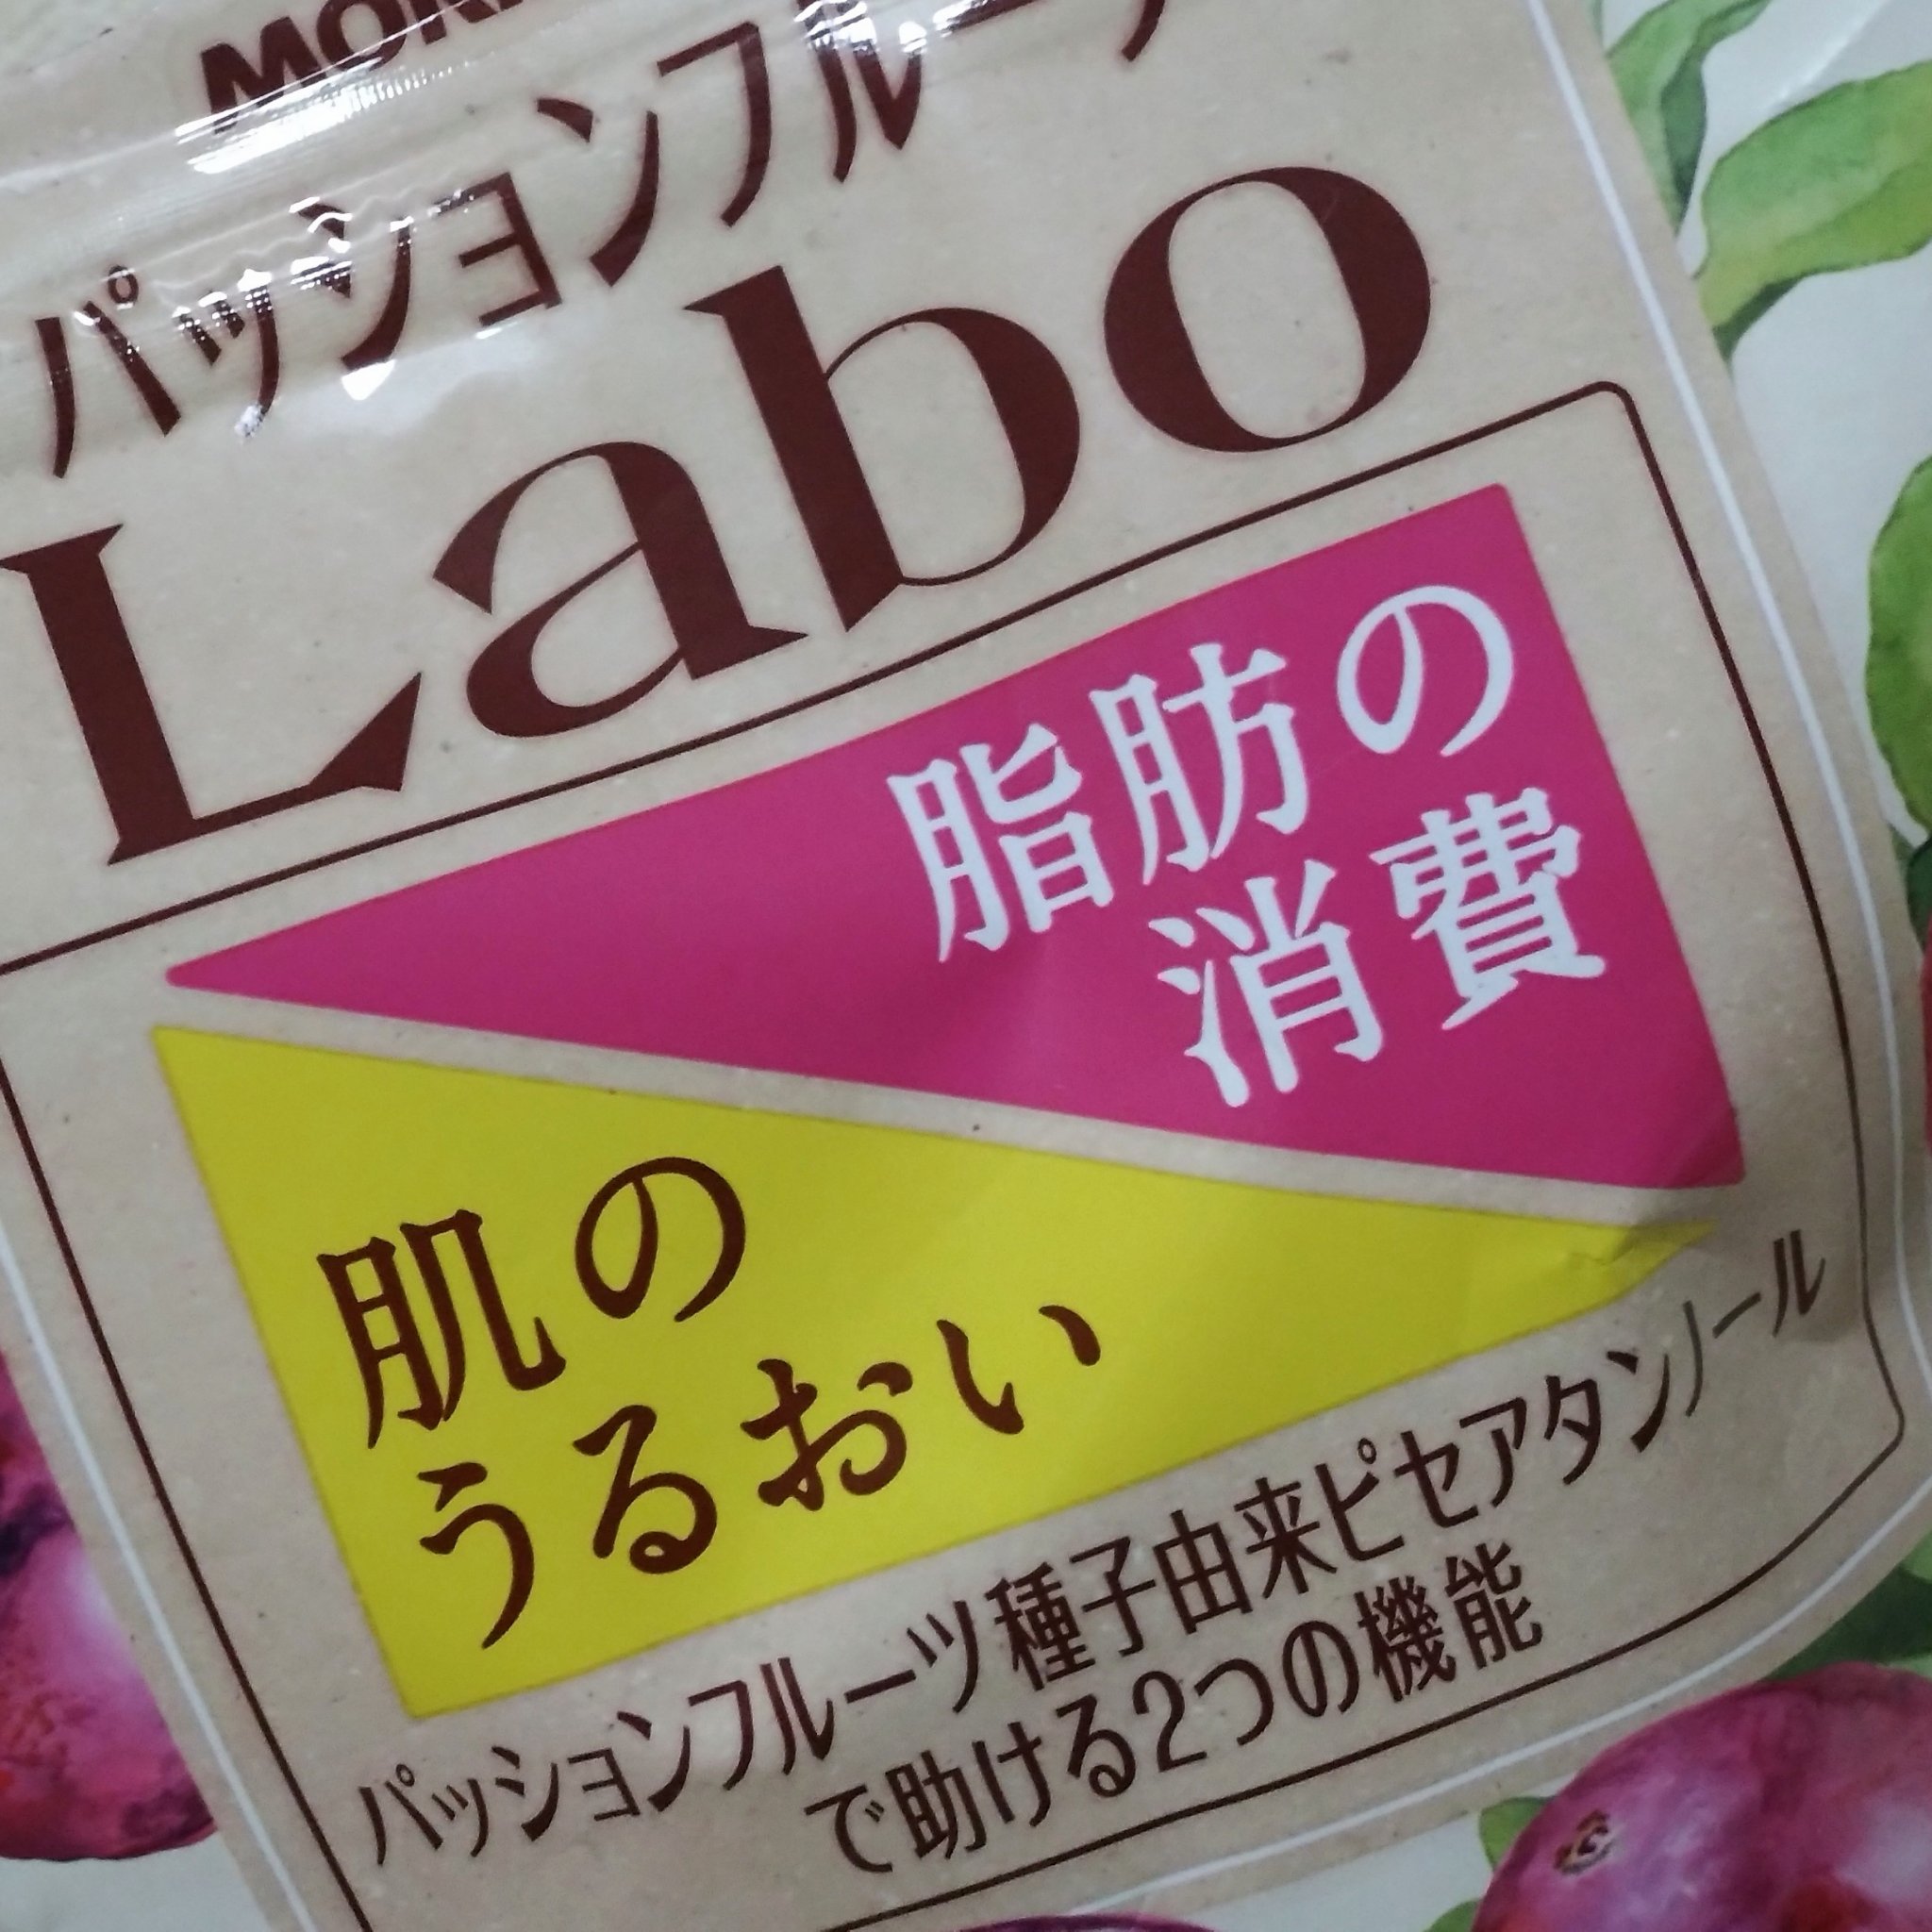 パッションフルーツ
Labo
脂肪の
消費
肌の
うるおい
パッションフルーツ種子由来ピセアタンノール
で助ける2つの機能